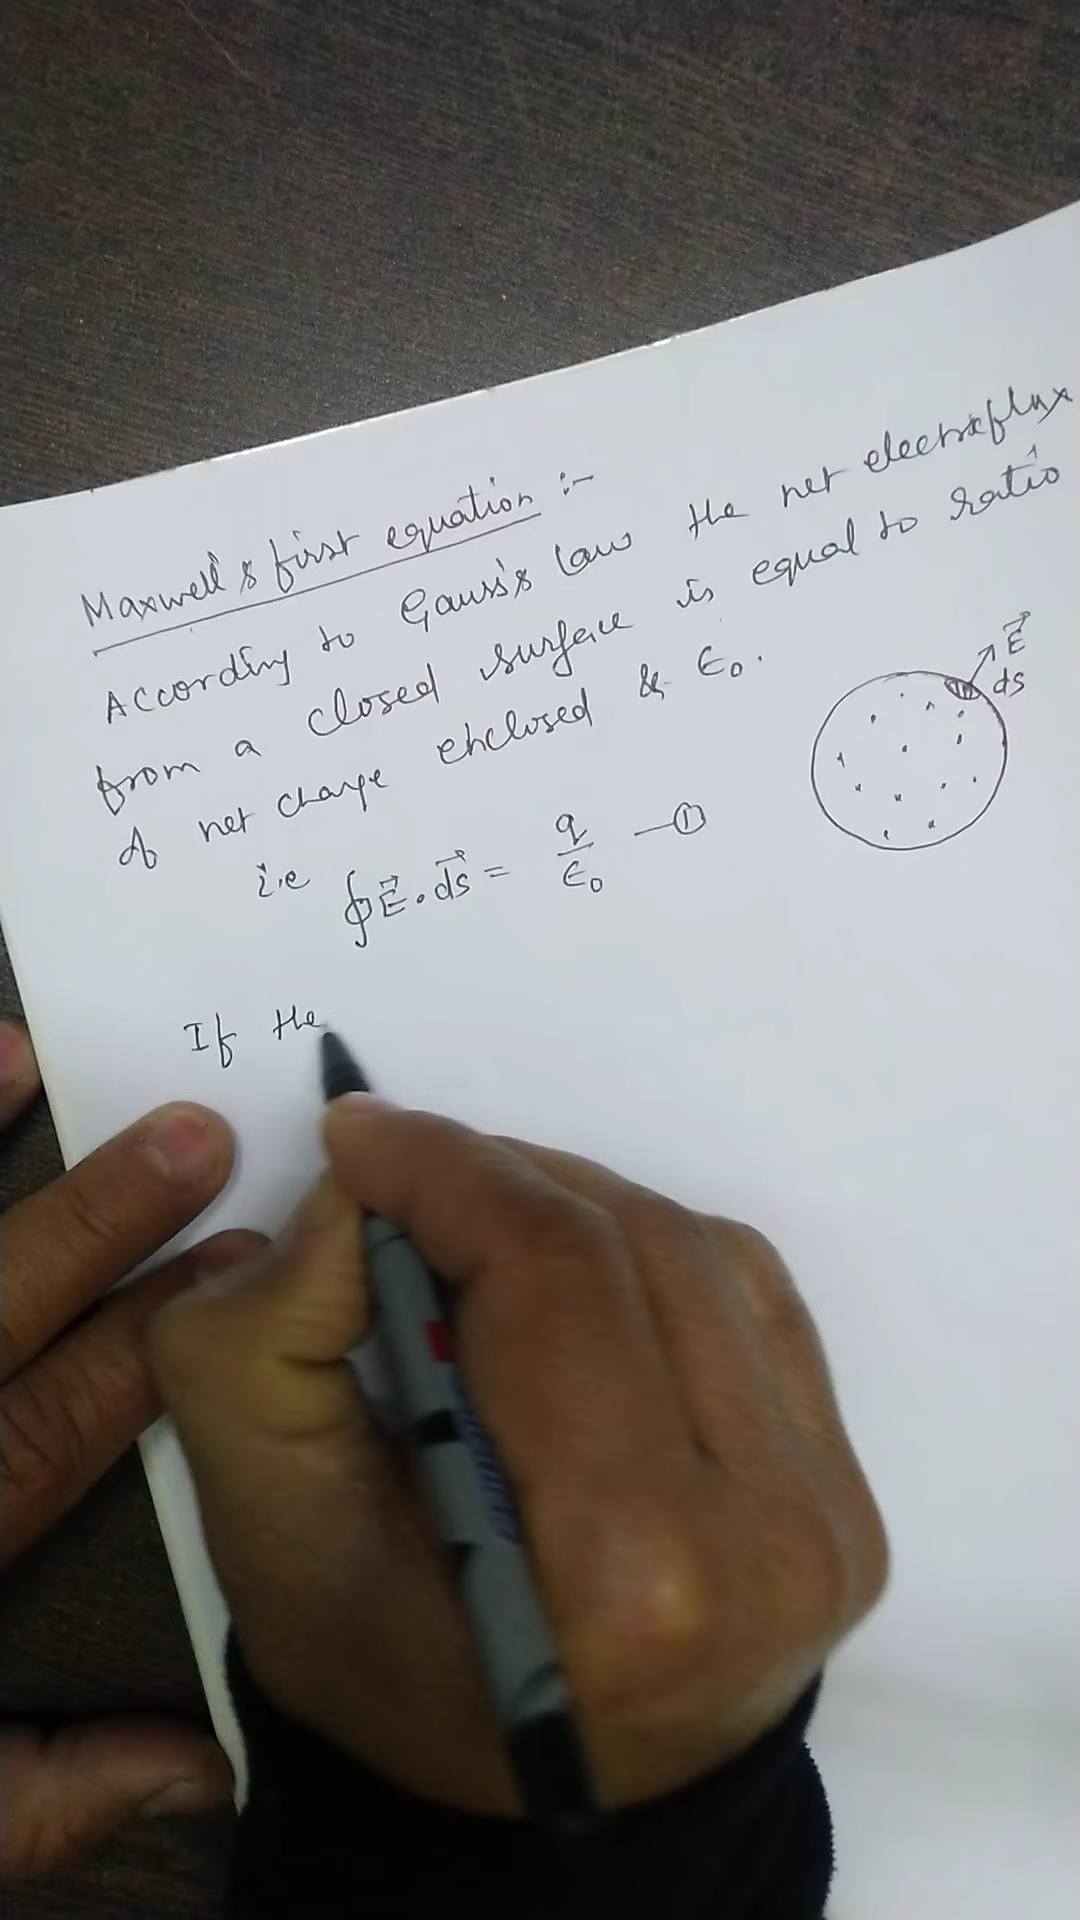 Maxwell's first equation :-
According to Gauss's law the net electric flux
from a closed surface is equal to ratio
of net charge enclosed & ϵ₀.
E⃗
ds
i.e ∮E⃗.ds⃗ = q/ϵ₀ —①
If the